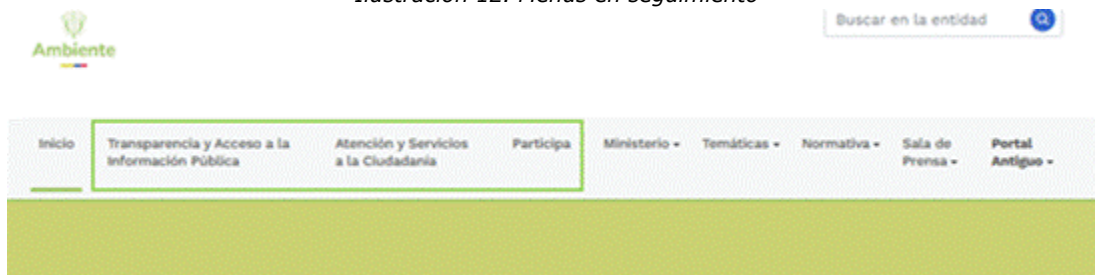 Ilustración 12. Menús en seguimiento
Ambiente
Buscar en la entidad
Inicio
Transparencia y Acceso a la
Información Pública
Atención y Servicios
a la Ciudadanía
Participa
Ministerio
Temáticas
Normativa
Sala de
Prensa
Portal
Antiguo